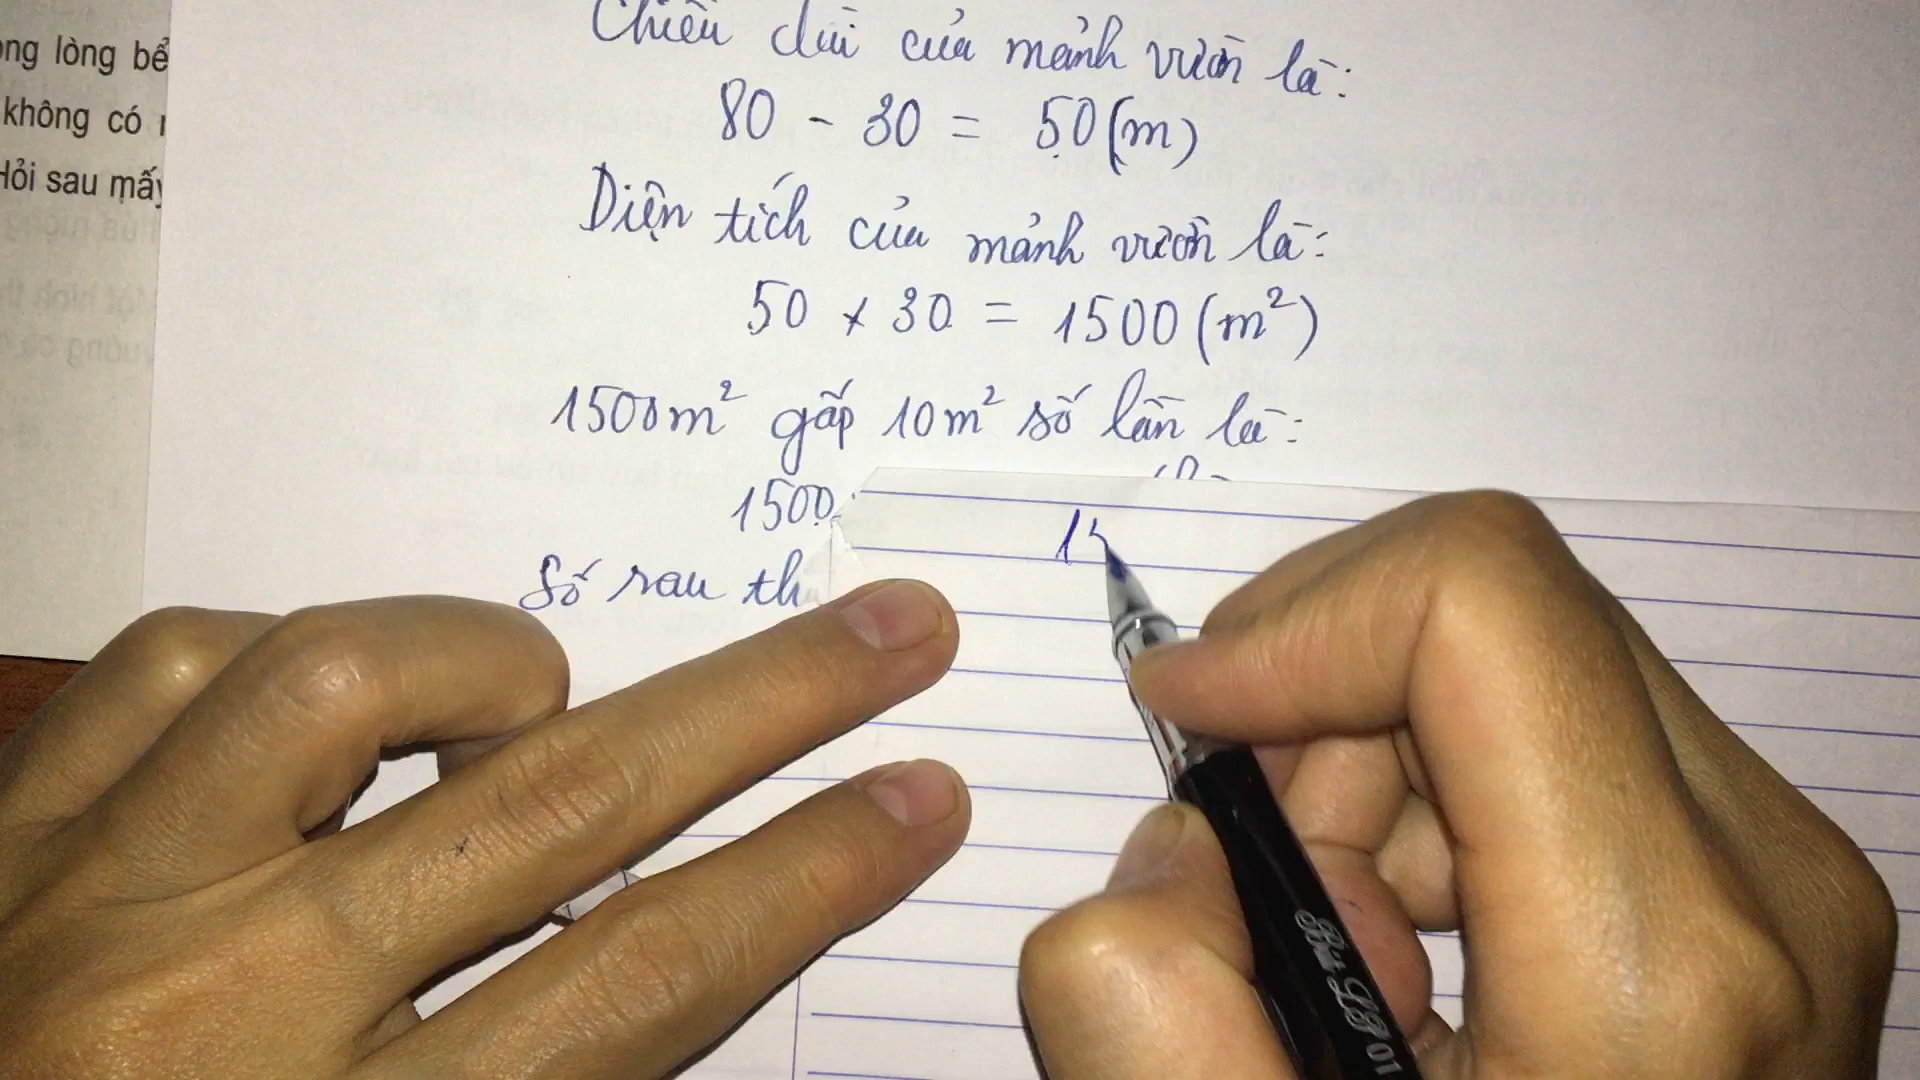 ong lòng bể
không có
Hỏi sau mấy
Chiều dài của mảnh vườn là:
80 - 30 = 50 (m)
Diện tích của mảnh vườn là:
50 x 30 = 1500 (m²)
1500m² gấp 10m² số lần là:
1500
Số sau th